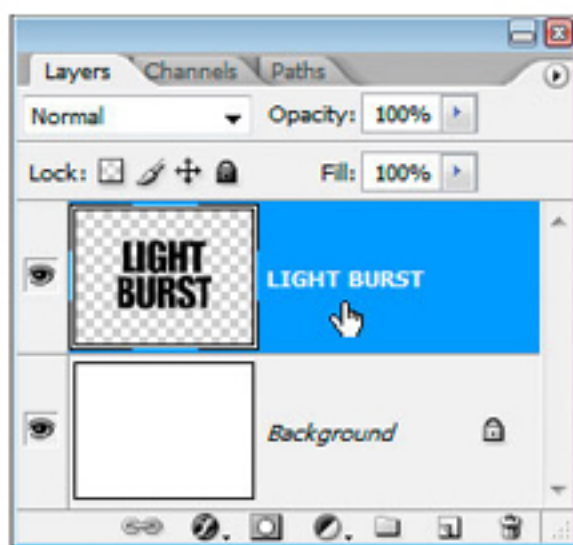 Layers Channels Paths
Normal Opacity: 100%
Lock: Fill: 100%
LIGHT
BURST
LIGHT BURST
Background